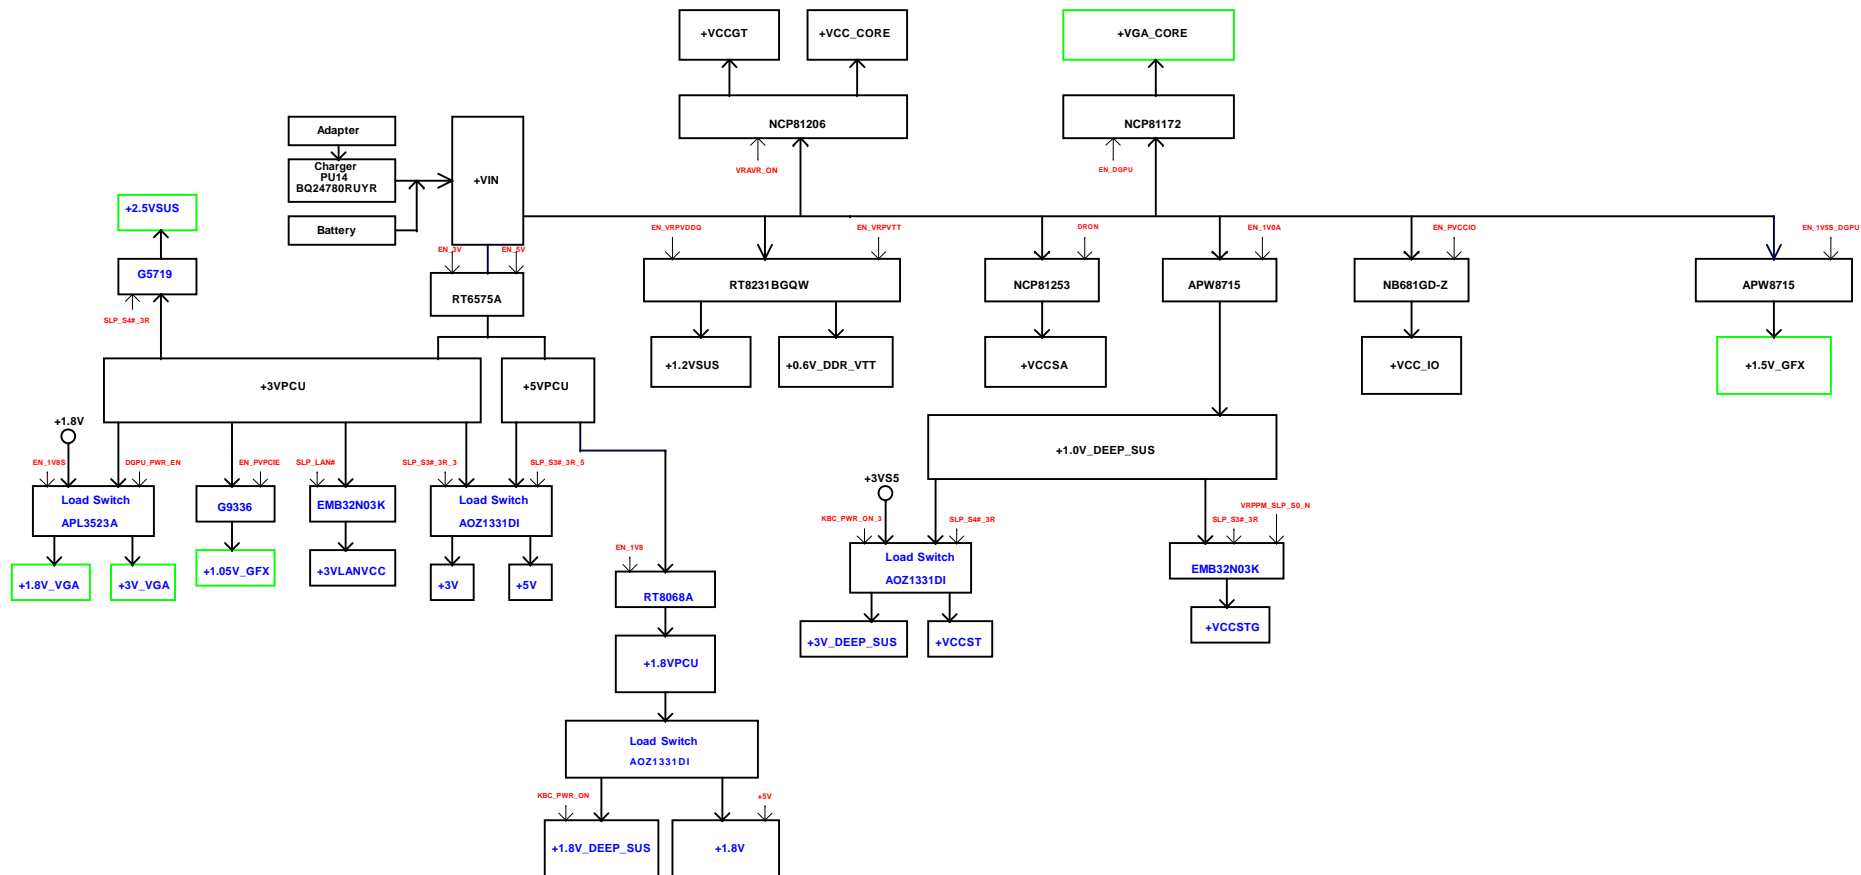 +VCCGT
+VCC_CORE
+VGA_CORE
NCP81206
NCP81172
VRAVR_ON
EN_DGPU
Adapter
Charger
PU14
BQ24780RUYR
Battery
+VIN
+2.5VSUS
G5719
SLP_S4#_3R
EN_3V
EN_5V
RT6575A
EN_VRPVDDQ
EN_VRPVTT
RT8231BGQW
+1.2VSUS
+0.6V_DDR_VTT
DRON
NCP81253
+VCCSA
EN_1V0A
APW8715
EN_PVCCIO
NB681GD-Z
+VCC_IO
EN_1V5S_DGPU
APW8715
+1.5V_GFX
+3VPCU
+5VPCU
+1.8V
EN_1V8S
DGPU_PWR_EN
Load Switch
APL3523A
+1.8V_VGA
+3V_VGA
EN_PVPCIE
G9336
+1.05V_GFX
SLP_LAN#
EMB32N03K
+3VLANVCC
SLP_S3#_3R_3
SLP_S3#_3R_5
Load Switch
AOZ1331DI
+3V
+5V
EN_1V8
RT8068A
+1.8VPCU
Load Switch
AOZ1331DI
KBC_PWR_ON
+5V
+1.8V_DEEP_SUS
+1.8V
+1.0V_DEEP_SUS
+3VS5
KBC_PWR_ON_3
SLP_S4#_3R
Load Switch
AOZ1331DI
+3V_DEEP_SUS
+VCCST
VRPPM_SLP_S0_N
SLP_S3#_3R
EMB32N03K
+VCCSTG